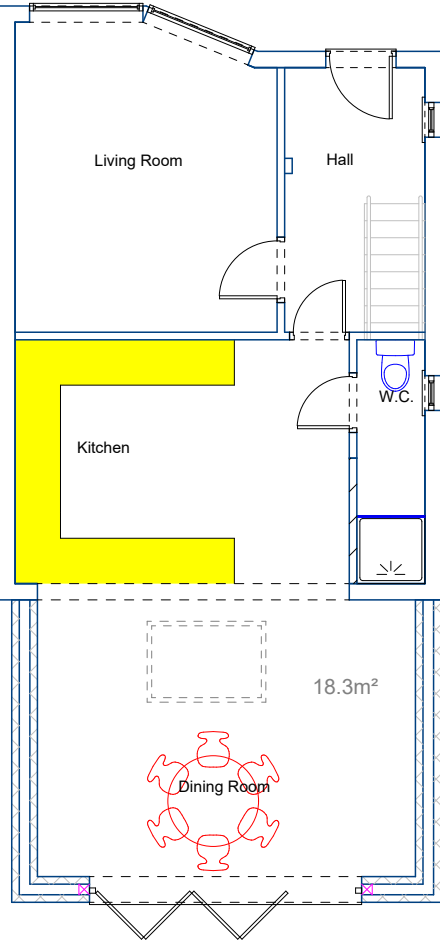 Living Room
Hall
W.C.
Kitchen
18.3m²
Dining Room